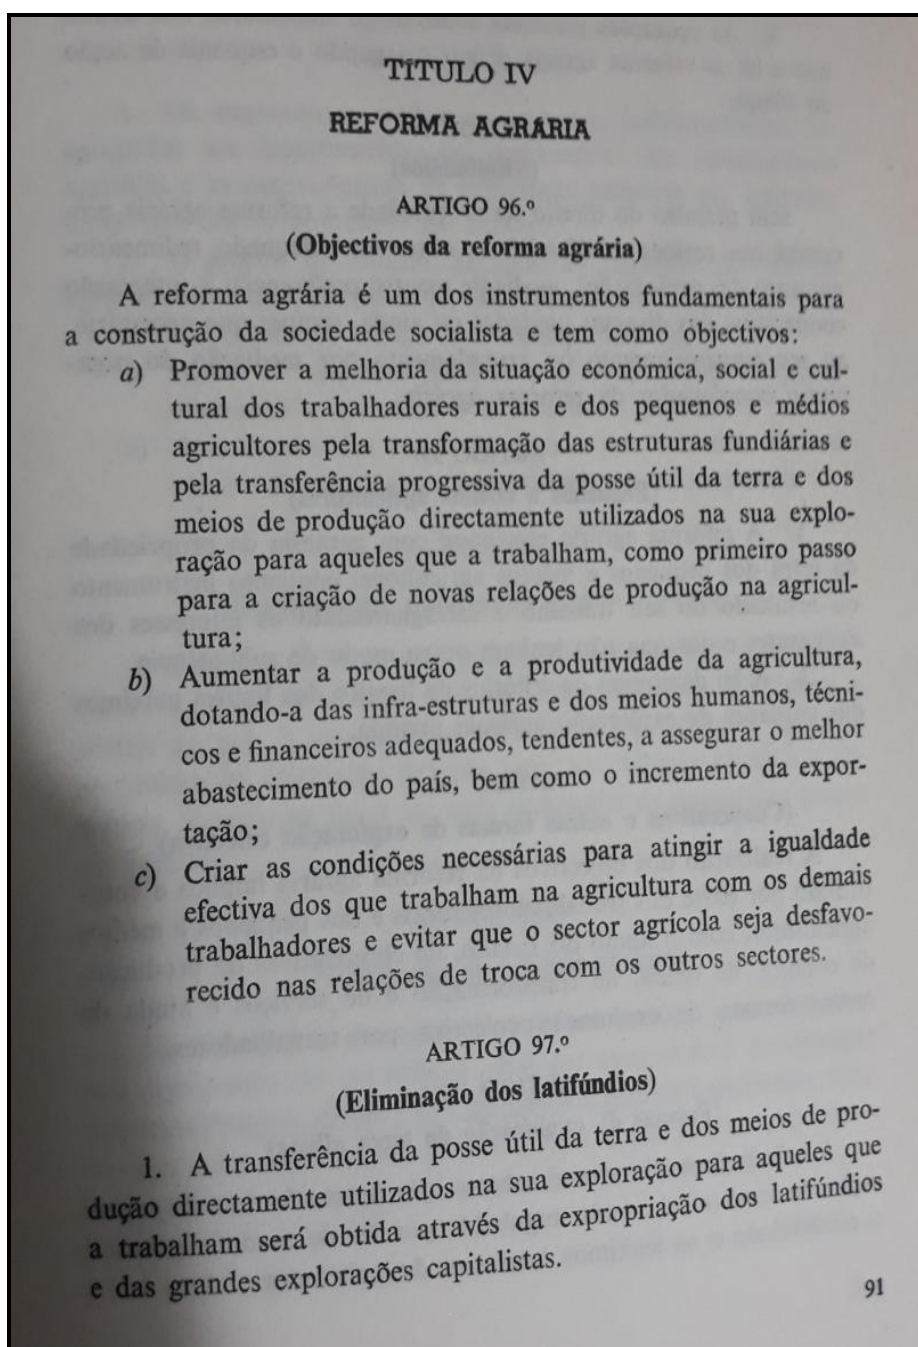 TÍTULO IV
REFORMA AGRÁRIA
ARTIGO 96.º
(Objectivos da reforma agrária)
A reforma agrária é um dos instrumentos fundamentais para
a construção da sociedade socialista e tem como objectivos:
a) Promover a melhoria da situação económica, social e cul-
tural dos trabalhadores rurais e dos pequenos e médios
agricultores pela transformação das estruturas fundiárias e
pela transferência progressiva da posse útil da terra e dos
meios de produção directamente utilizados na sua explo-
ração para aqueles que a trabalham, como primeiro passo
para a criação de novas relações de produção na agricul-
tura;
b) Aumentar a produção e a produtividade da agricultura,
dotando-a das infra-estruturas e dos meios humanos, técni-
cos e financeiros adequados, tendentes, a assegurar o melhor
abastecimento do país, bem como o incremento da expor-
tação;
c) Criar as condições necessárias para atingir a igualdade
efectiva dos que trabalham na agricultura com os demais
trabalhadores e evitar que o sector agrícola seja desfavo-
recido nas relações de troca com os outros sectores.
ARTIGO 97.º
(Eliminação dos latifúndios)
1. A transferência da posse útil da terra e dos meios de pro-
dução directamente utilizados na sua exploração para aqueles que
a trabalham será obtida através da expropriação dos latifúndios
e das grandes explorações capitalistas.
91